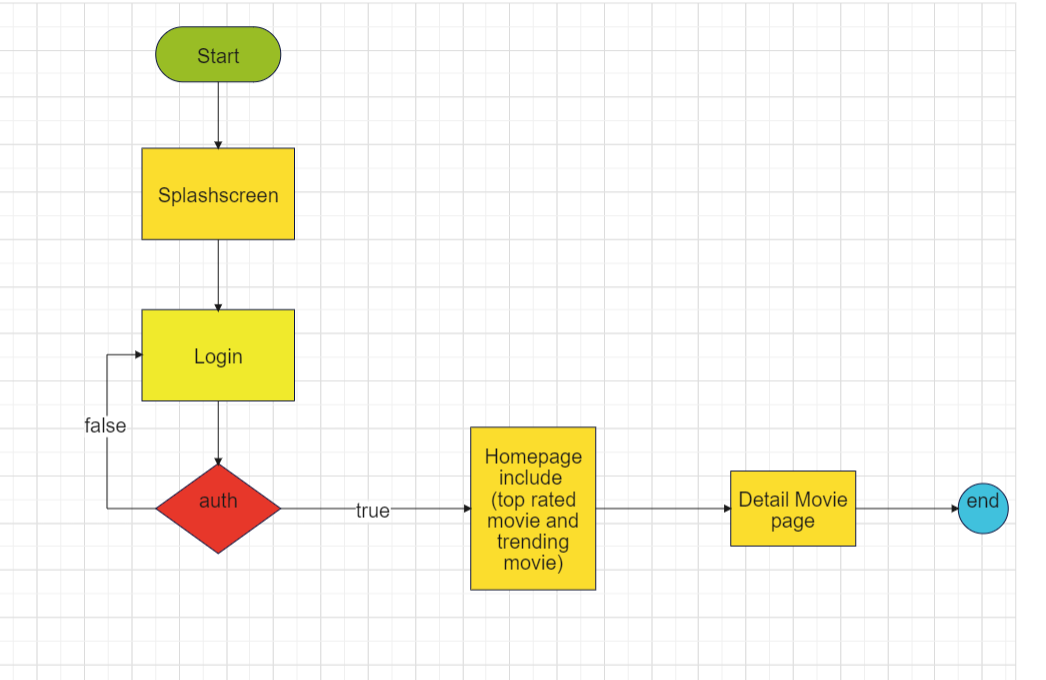 Start
Splashscreen
Login
false
auth
true
Homepage
include
(top rated
movie and
trending
movie)
Detail Movie
page
end